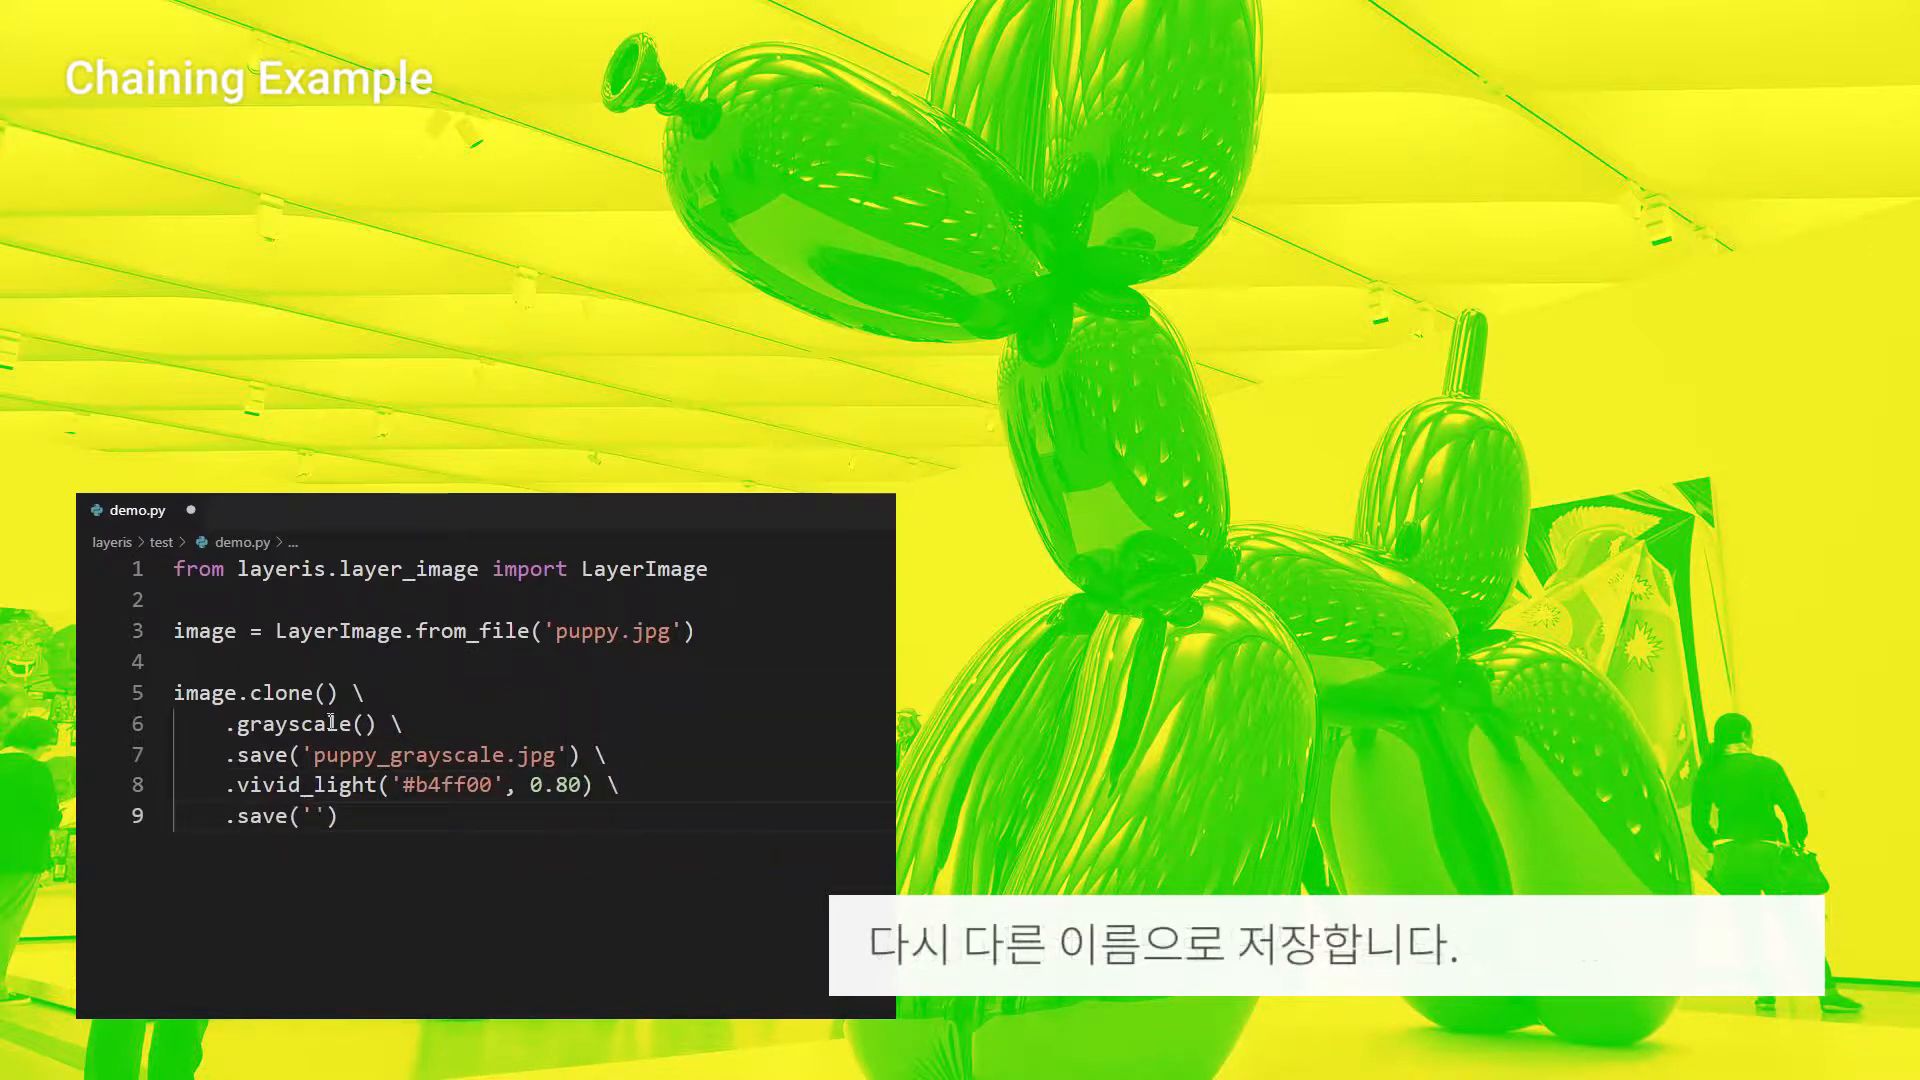 Chaining Example
demo.py
layeris > test > demo.py > ...
1 from layeris.layer_image import LayerImage
2
3 image = LayerImage.from_file('puppy.jpg')
4
5 image.clone() \
6 .grayscale() \
7 .save('puppy_grayscale.jpg') \
8 .vivid_light('#b4ff00', 0.80) \
9 .save('')
다시 다른 이름으로 저장합니다.